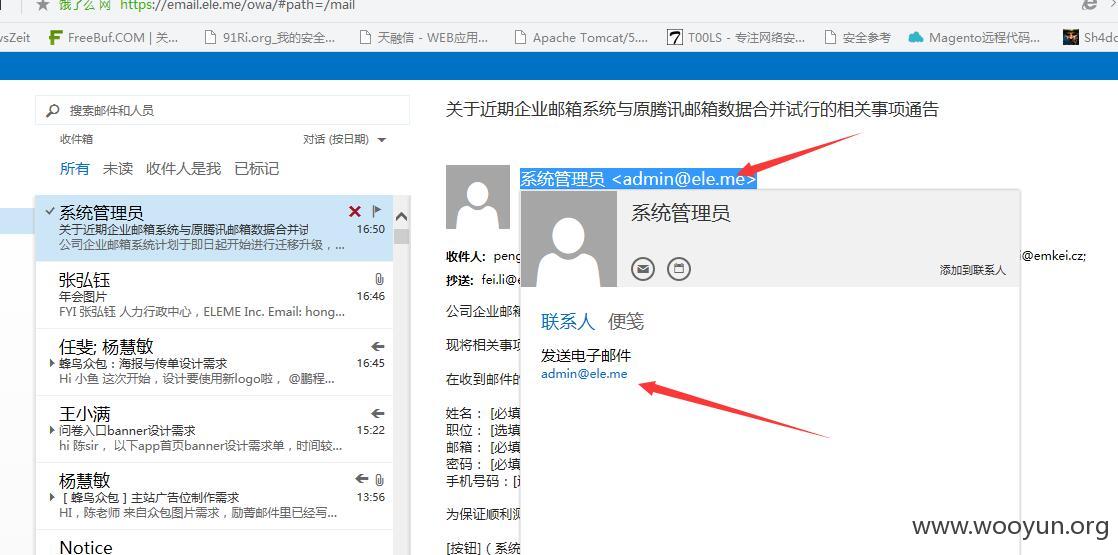 饿了么 网 https://email.ele.me/owa/#path=/mail
wsZeit FreeBuf.COM | 关... 91Ri.org_我的安全... 天融信 - WEB应用... Apache Tomcat/5.... T00LS - 专注网络安... 安全参考 Magento远程代码... Sh4do
搜索邮件和人员
收件箱 对话 (按日期)
所有 未读 收件人是我 已标记
系统管理员
关于近期企业邮箱系统与原腾讯邮箱数据合并试 16:50
公司企业邮箱系统计划于即日起开始进行迁移升级，...
张弘钰
年会图片 16:46
FYI 张弘钰 人力行政中心，ELEME Inc. Email: hong...
任斐; 杨慧敏
蜂鸟众包：海报与传单设计需求 16:45
Hi 小鱼 这次开始，设计要使用新logo啦， @鹏程...
王小满
问卷入口banner设计需求 15:22
hi 陈sir ，以下app首页banner设计需求单，时间较...
杨慧敏
[ 蜂鸟众包 ] 主站广告位制作需求 13:56
HI，陈老师 来自众包图片需求，励菁邮件里已经写...
Notice
关于近期企业邮箱系统与原腾讯邮箱数据合并试行的相关事项通告
系统管理员 <admin@ele.me>
收件人: peng
i@emkei.cz;
抄送: fei.li@e
公司企业邮
现将相关事项
在收到邮件的
姓名： [必填
职位： [选填
邮箱： [必填
密码： [必填
手机号码：[
为保证顺利测
[按钮] ( 系统
系统管理员
添加到联系人
联系人 便笺
发送电子邮件
admin@ele.me
www.wooyun.org